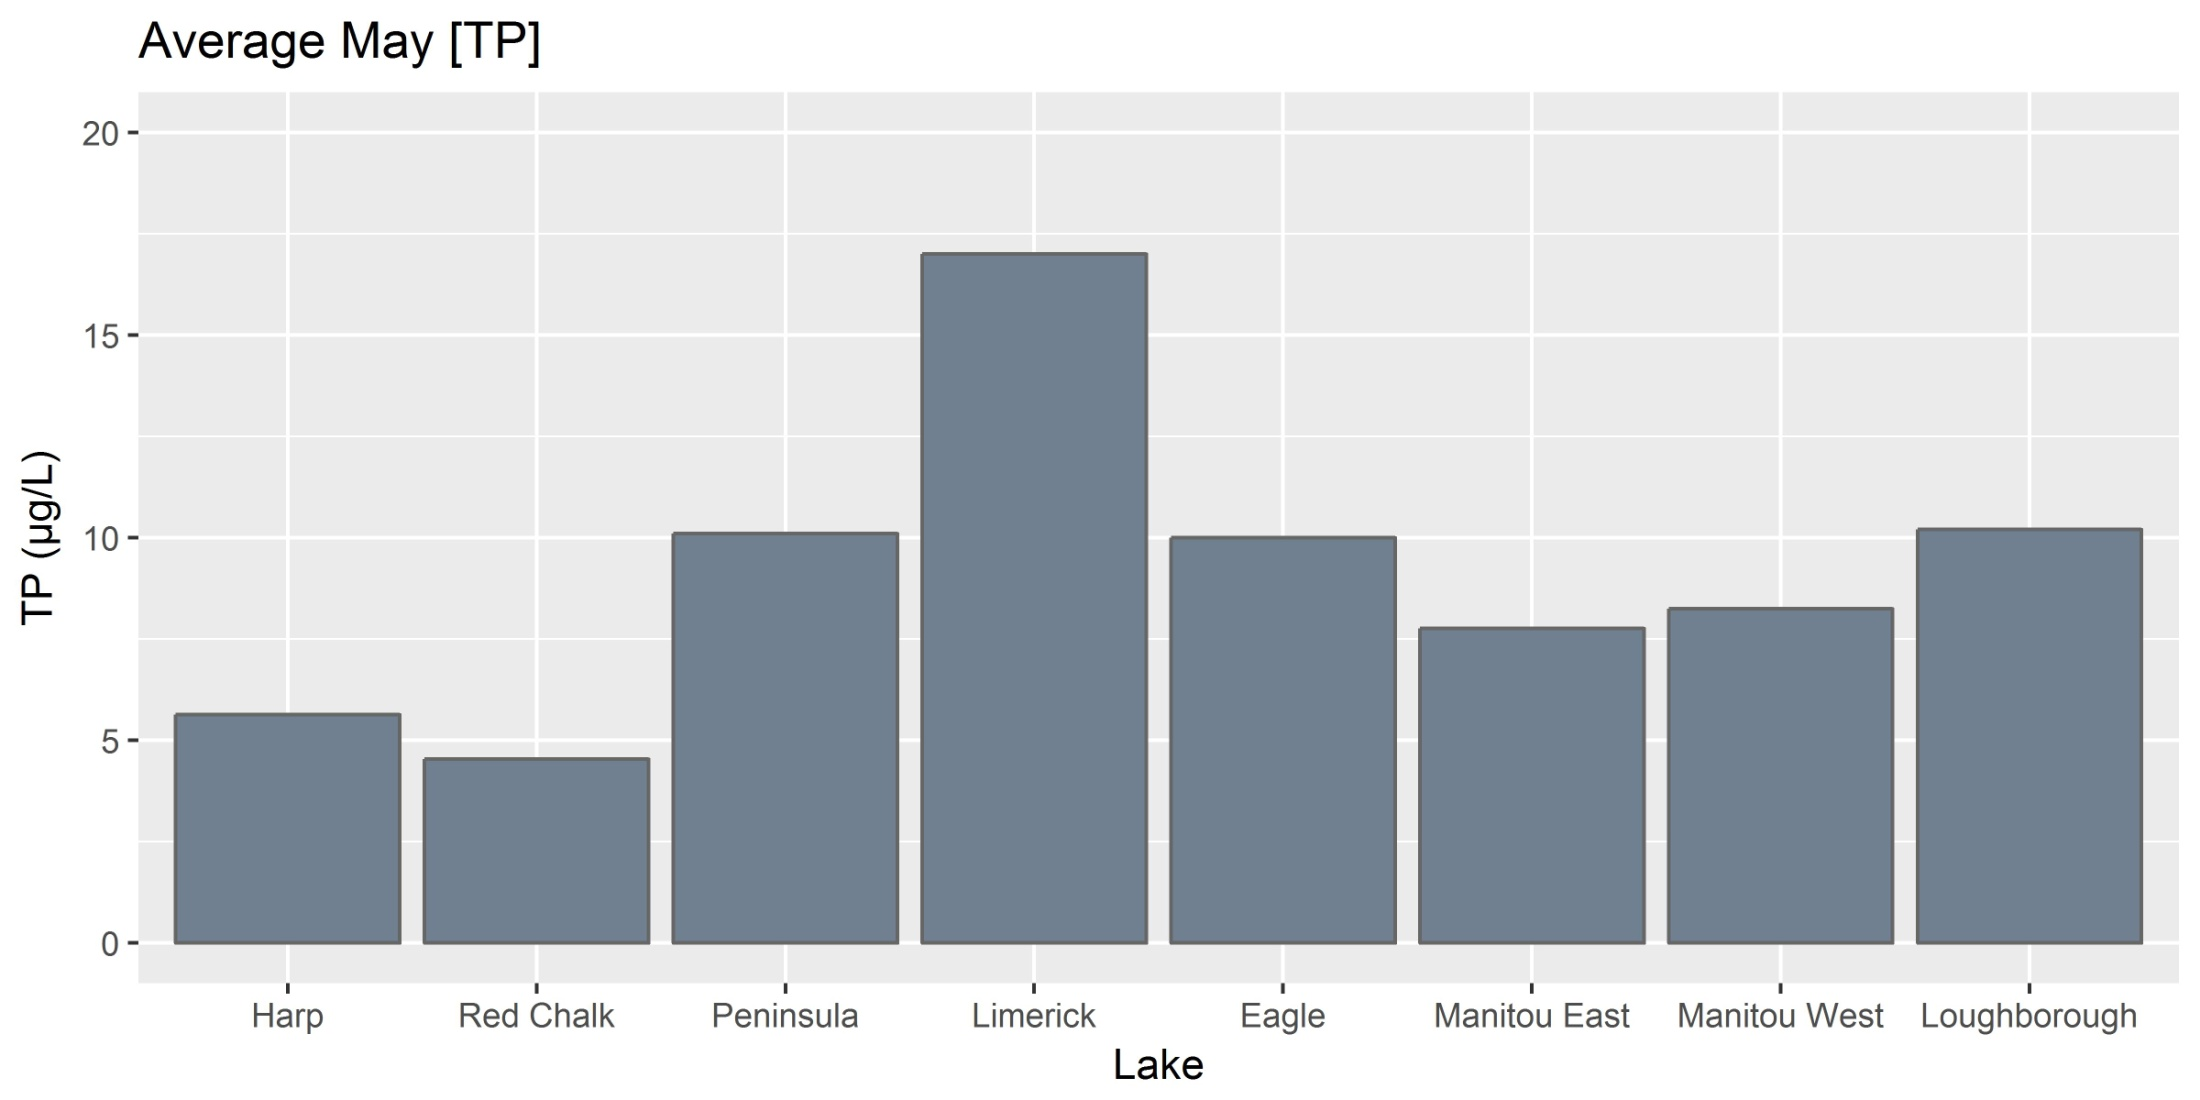 Average May [TP]
20
15
10
5
0
TP (µg/L)
Harp Red Chalk Peninsula Limerick Eagle Manitou East Manitou West Loughborough
Lake